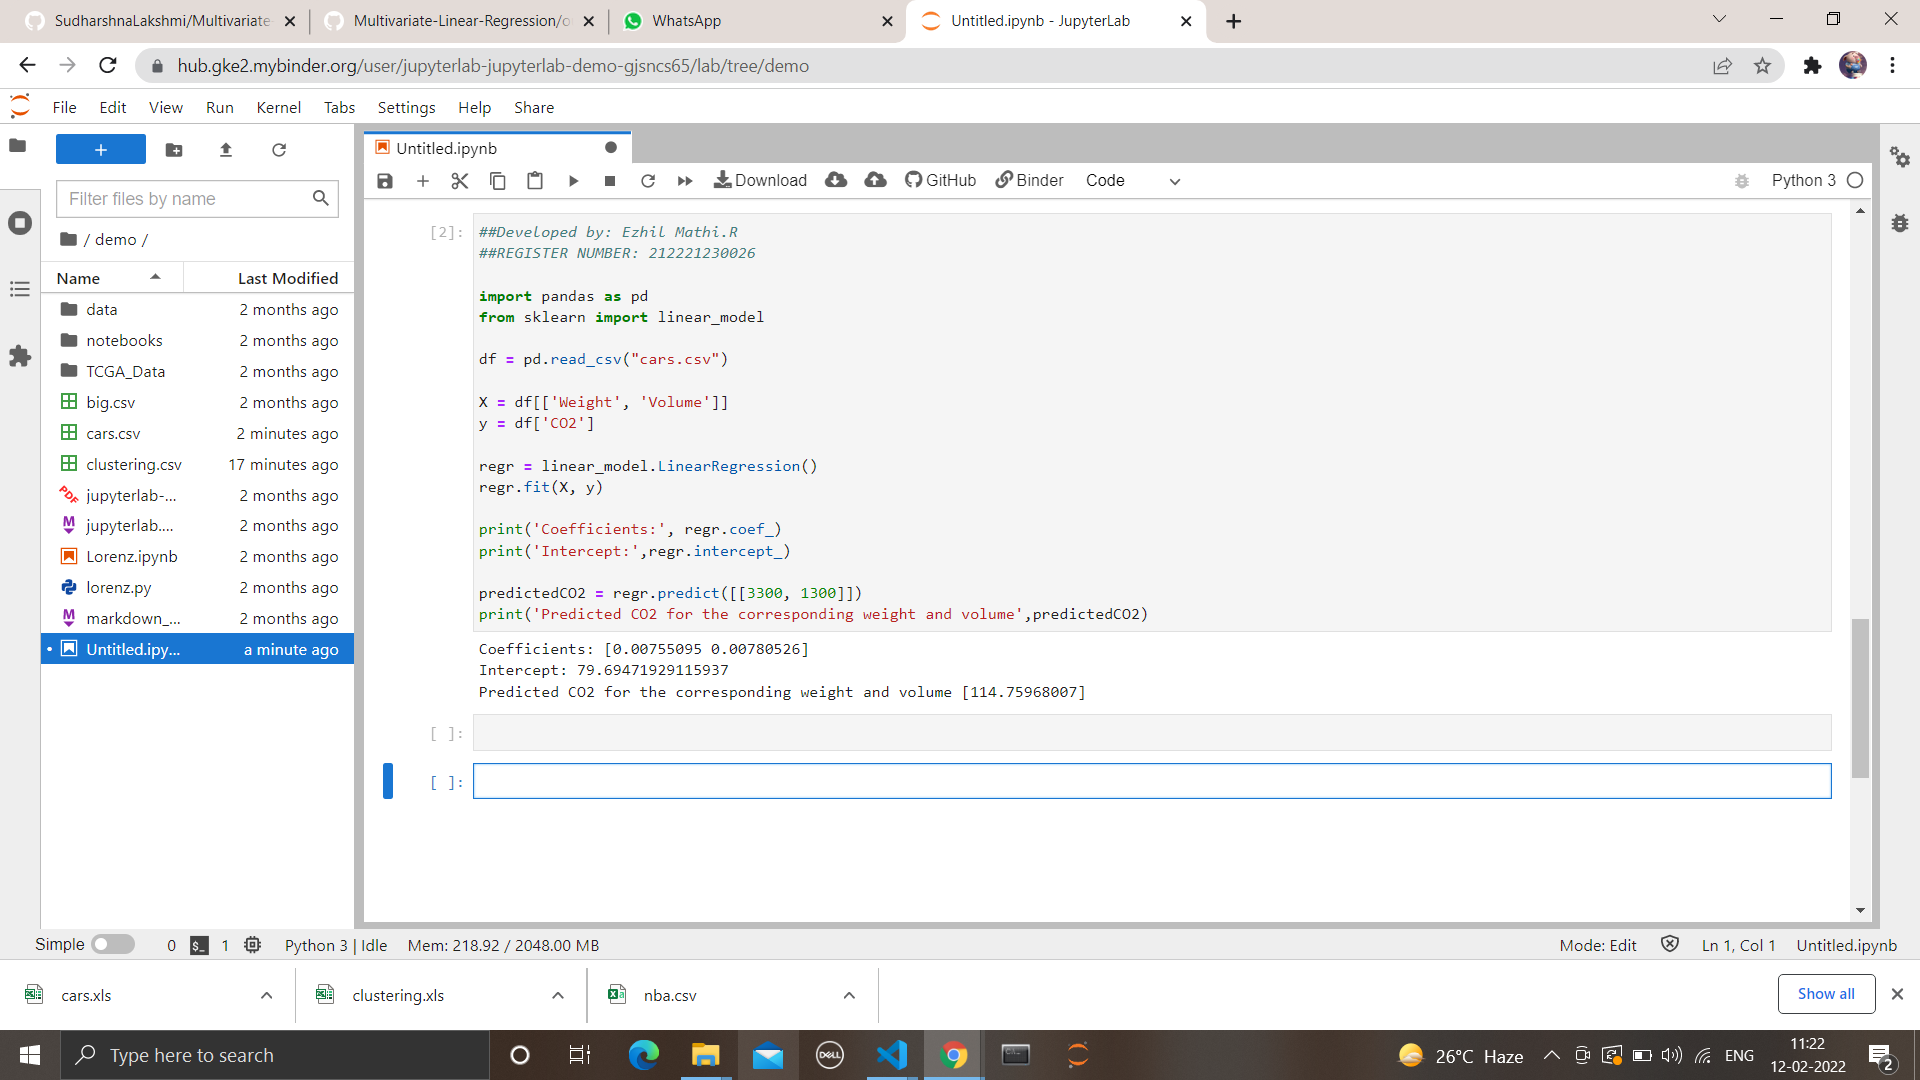 SudharshnaLakshmi/Multivariate-
Multivariate-Linear-Regression/o
WhatsApp
Untitled.ipynb - JupyterLab
hub.gke2.mybinder.org/user/jupyterlab-jupyterlab-demo-gjsncs65/lab/tree/demo
File Edit View Run Kernel Tabs Settings Help Share
+
Filter files by name
/ demo /
Name Last Modified
data 2 months ago
notebooks 2 months ago
TCGA_Data 2 months ago
big.csv 2 months ago
cars.csv 2 minutes ago
clustering.csv 17 minutes ago
jupyterlab-... 2 months ago
jupyterlab.... 2 months ago
Lorenz.ipynb 2 months ago
lorenz.py 2 months ago
markdown_... 2 months ago
Untitled.ipy... a minute ago
Untitled.ipynb
Download GitHub Binder Code Python 3
[2]:
##Developed by: Ezhil Mathi.R
##REGISTER NUMBER: 212221230026
import pandas as pd
from sklearn import linear_model
df = pd.read_csv("cars.csv")
X = df[['Weight', 'Volume']]
y = df['CO2']
regr = linear_model.LinearRegression()
regr.fit(X, y)
print('Coefficients:', regr.coef_)
print('Intercept:',regr.intercept_)
predictedCO2 = regr.predict([[3300, 1300]])
print('Predicted CO2 for the corresponding weight and volume',predictedCO2)
Coefficients: [0.00755095 0.00780526]
Intercept: 79.69471929115937
Predicted CO2 for the corresponding weight and volume [114.75968007]
[ ]:
[ ]:
Simple 0 1 Python 3 | Idle Mem: 218.92 / 2048.00 MB Mode: Edit Ln 1, Col 1 Untitled.ipynb
cars.xls clustering.xls nba.csv Show all
Type here to search
DELL
26°C Haze
ENG
11:22
12-02-2022
2